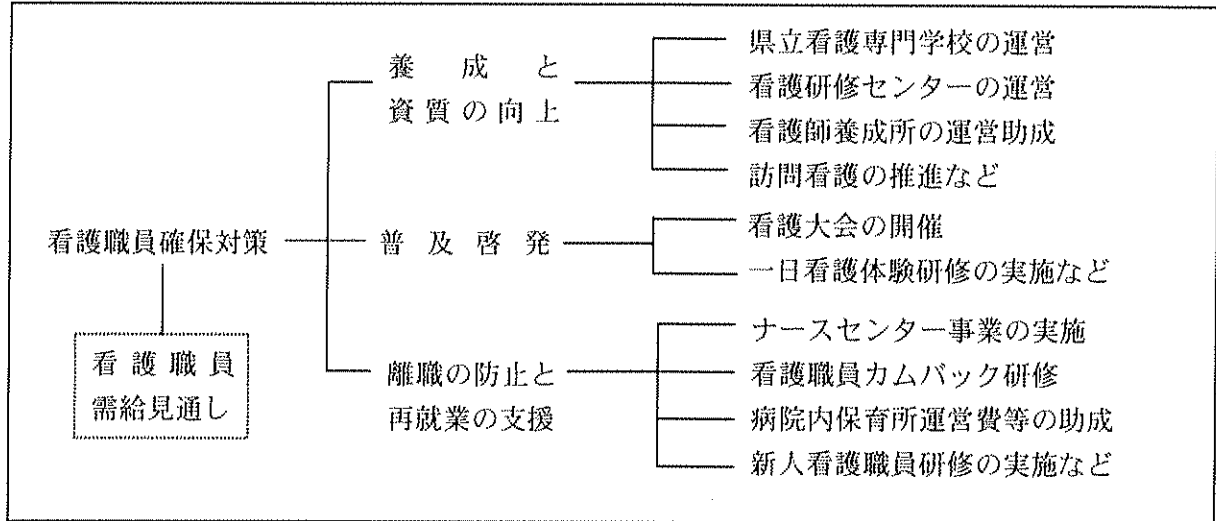 養成と
資質の向上
県立看護専門学校の運営
看護研修センターの運営
看護師養成所の運営助成
訪問看護の推進など
看護職員確保対策
普及啓発
看護大会の開催
一日看護体験研修の実施など
看護職員
需給見通し
離職の防止と
再就業の支援
ナースセンター事業の実施
看護職員カムバック研修
病院内保育所運営費等の助成
新人看護職員研修の実施など